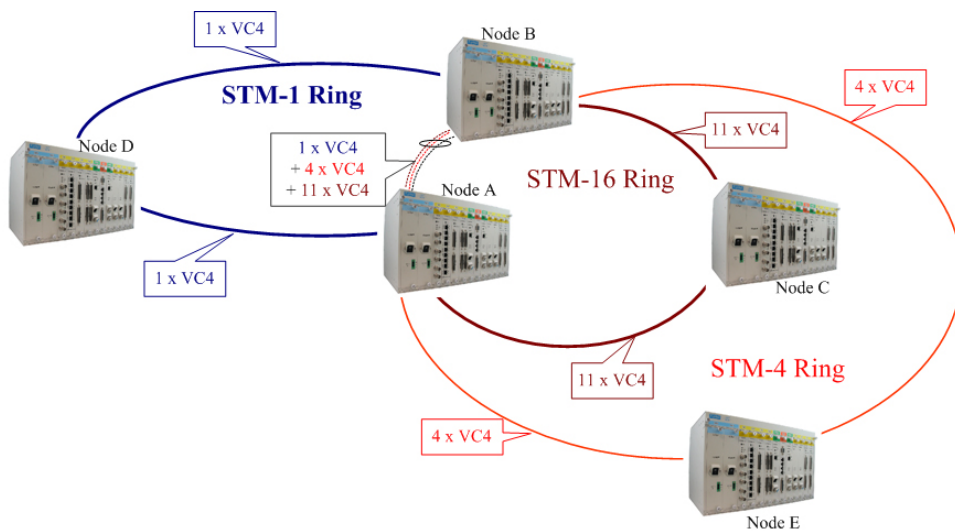 1 x VC4
Node B
STM-1 Ring
4 x VC4
11 x VC4
Node D
1 x VC4
+ 4 x VC4
+ 11 x VC4
STM-16 Ring
Node A
1 x VC4
Node C
11 x VC4
STM-4 Ring
4 x VC4
Node E